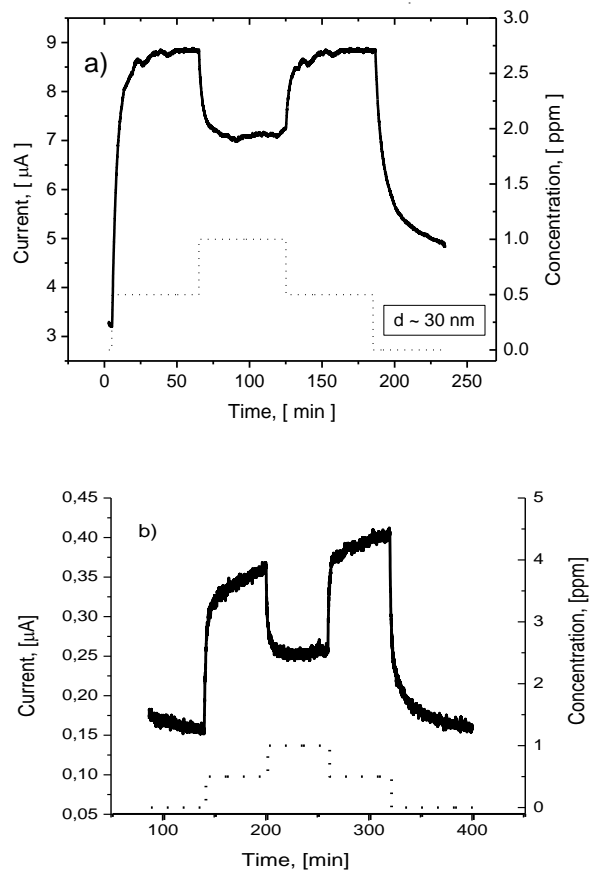 a)
9
8
7
6
5
4
3
Current, [ μA ]
3.0
2.5
2.0
1.5
1.0
0.5
0.0
Concentration, [ ppm ]
d ~ 30 nm
0 50 100 150 200 250
Time, [ min ]
b)
0,45
0,40
0,35
0,30
0,25
0,20
0,15
0,10
0,05
Current, [μA]
5
4
3
2
1
0
Concentration, [ppm]
100 200 300 400
Time, [min]